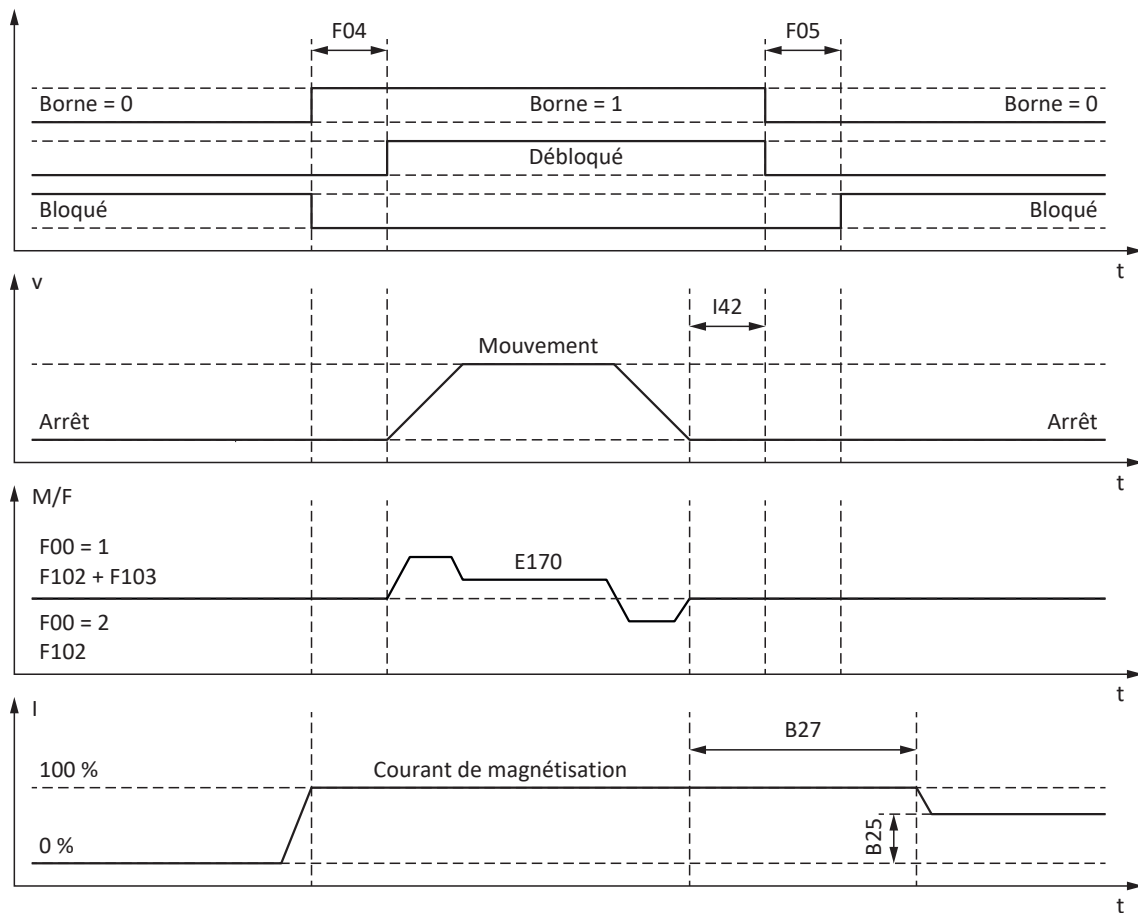 F04
F05
Borne = 0
Borne = 1
Borne = 0
Débloqué
Bloqué
Bloqué
t
v
I42
Mouvement
Arrêt
Arrêt
t
M/F
F00 = 1
E170
F102 + F103
F00 = 2
F102
t
I
B27
100 %
Courant de magnétisation
B25
0 %
t